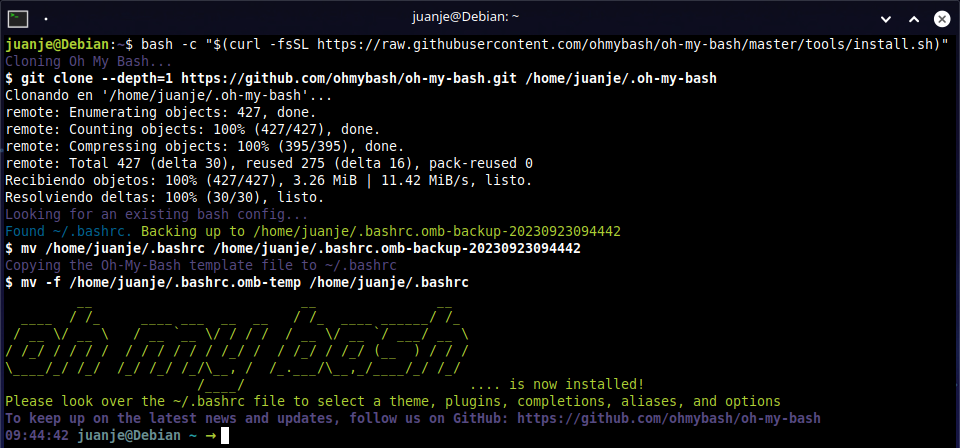 juanje@Debian: ~
juanje@Debian:~$ bash -c "$(curl -fsSL https://raw.githubusercontent.com/ohmybash/oh-my-bash/master/tools/install.sh)"
Cloning Oh My Bash...
$ git clone --depth=1 https://github.com/ohmybash/oh-my-bash.git /home/juanje/.oh-my-bash
Clonando en '/home/juanje/.oh-my-bash'...
remote: Enumerating objects: 427, done.
remote: Counting objects: 100% (427/427), done.
remote: Compressing objects: 100% (395/395), done.
remote: Total 427 (delta 30), reused 275 (delta 16), pack-reused 0
Recibiendo objetos: 100% (427/427), 3.26 MiB | 11.42 MiB/s, listo.
Resolviendo deltas: 100% (30/30), listo.
Looking for an existing bash config...
Found ~/.bashrc. Backing up to /home/juanje/.bashrc.omb-backup-20230923094442
$ mv /home/juanje/.bashrc /home/juanje/.bashrc.omb-backup-20230923094442
Copying the Oh-My-Bash template file to ~/.bashrc
$ mv -f /home/juanje/.bashrc.omb-temp /home/juanje/.bashrc
oh my bash
.... is now installed!
Please look over the ~/.bashrc file to select a theme, plugins, completions, aliases, and options
To keep up on the latest news and updates, follow us on GitHub: https://github.com/ohmybash/oh-my-bash
09:44:42 juanje@Debian ~ →